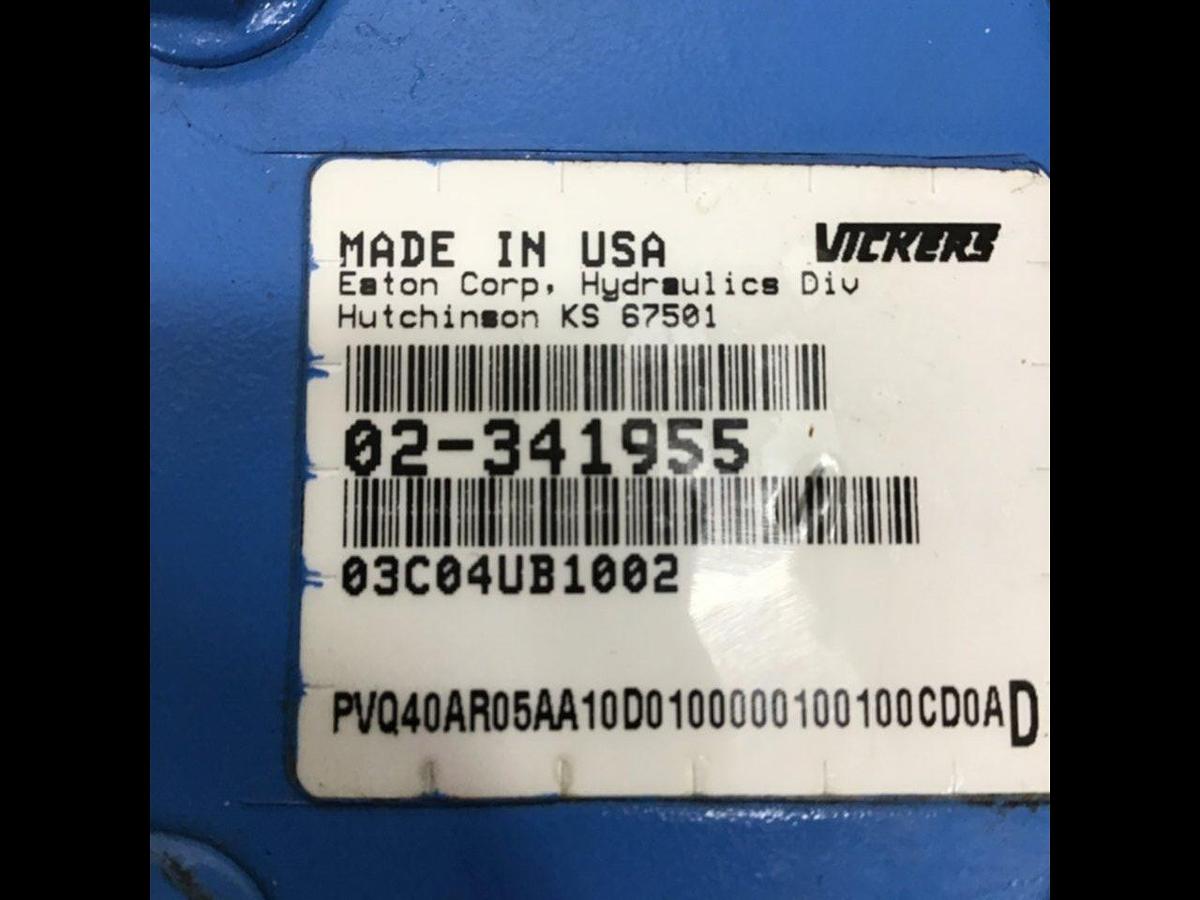 MADE IN USA
VICKERS
Eaton Corp, Hydraulics Div
Hutchinson KS 67501
02-341955
03C04UB1002
PVQ40AR05AA10D0100000100100CD0AD